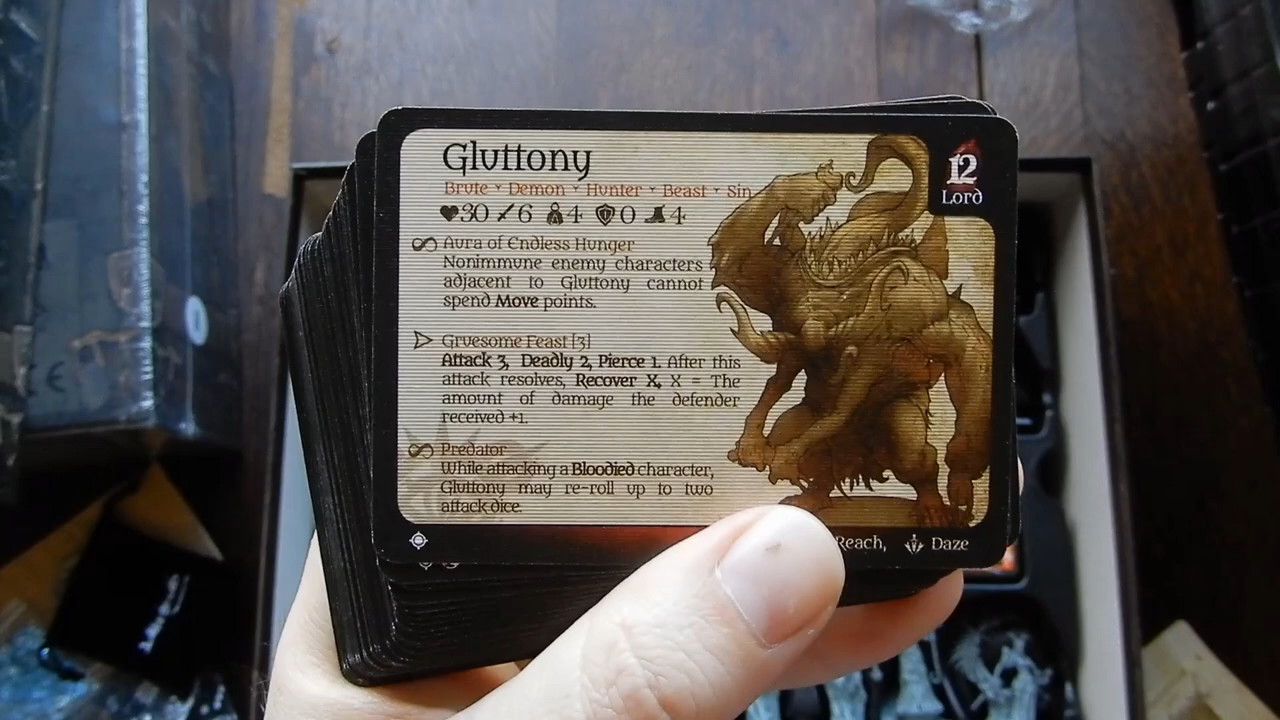 Gluttony
12
Lord
Brute ▾ Demon ▾ Hunter ▾ Beast ▾ Sin
30 6 4 0 4
Aura of Endless Hunger
Nonimmune enemy characters
adjacent to Gluttony cannot
spend Move points.
Gruesome Feast [3]
Attack 3, Deadly 2, Pierce 1. After this
attack resolves, Recover X, X = The
amount of damage the defender
received +1.
Predator
While attacking a Bloodied character,
Gluttony may re-roll up to two
attack dice.
Reach, Daze